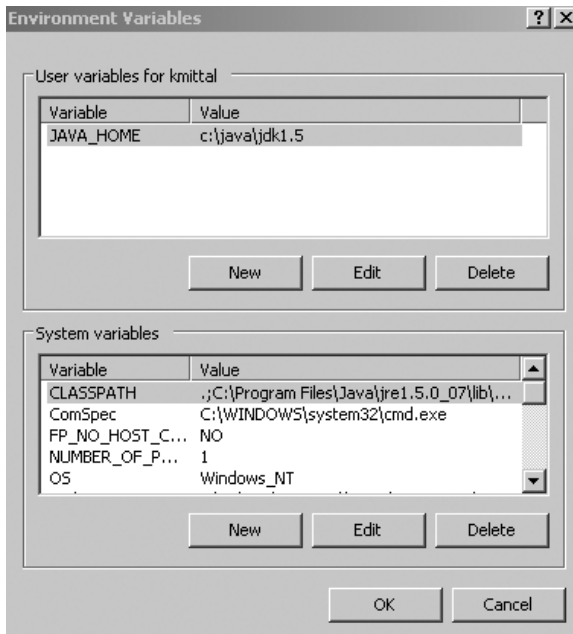 Environment Variables
User variables for kmittal
Variable Value
JAVA_HOME c:\java\jdk1.5
New Edit Delete
System variables
Variable Value
CLASSPATH .;C:\Program Files\Java\jre1.5.0_07\lib\...
ComSpec C:\WINDOWS\system32\cmd.exe
FP_NO_HOST_C... NO
NUMBER_OF_P... 1
OS Windows_NT
New Edit Delete
OK Cancel